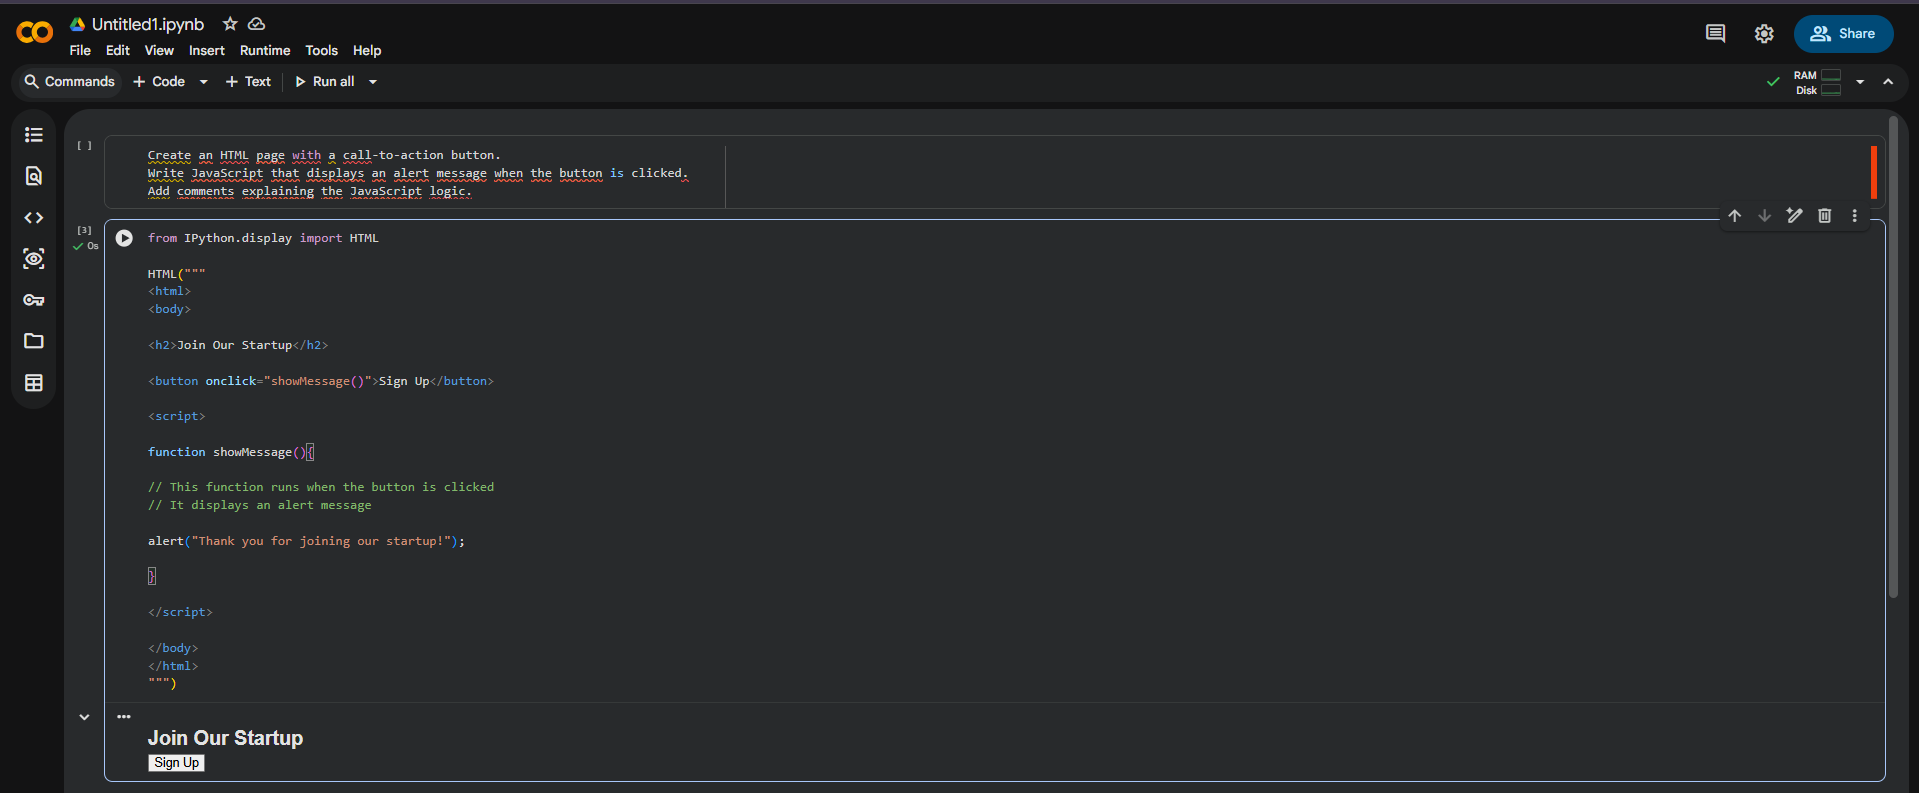 CO
Untitled1.ipynb
File Edit View Insert Runtime Tools Help
Share
Commands + Code + Text Run all
RAM
Disk
[ ]
Create an HTML page with a call-to-action button.
Write JavaScript that displays an alert message when the button is clicked.
Add comments explaining the JavaScript logic.
[3]
0s
from IPython.display import HTML
HTML("""
<html>
<body>
<h2>Join Our Startup</h2>
<button onclick="showMessage()">Sign Up</button>
<script>
function showMessage(){
// This function runs when the button is clicked
// It displays an alert message
alert("Thank you for joining our startup!");
}
</script>
</body>
</html>
""")
Join Our Startup
Sign Up